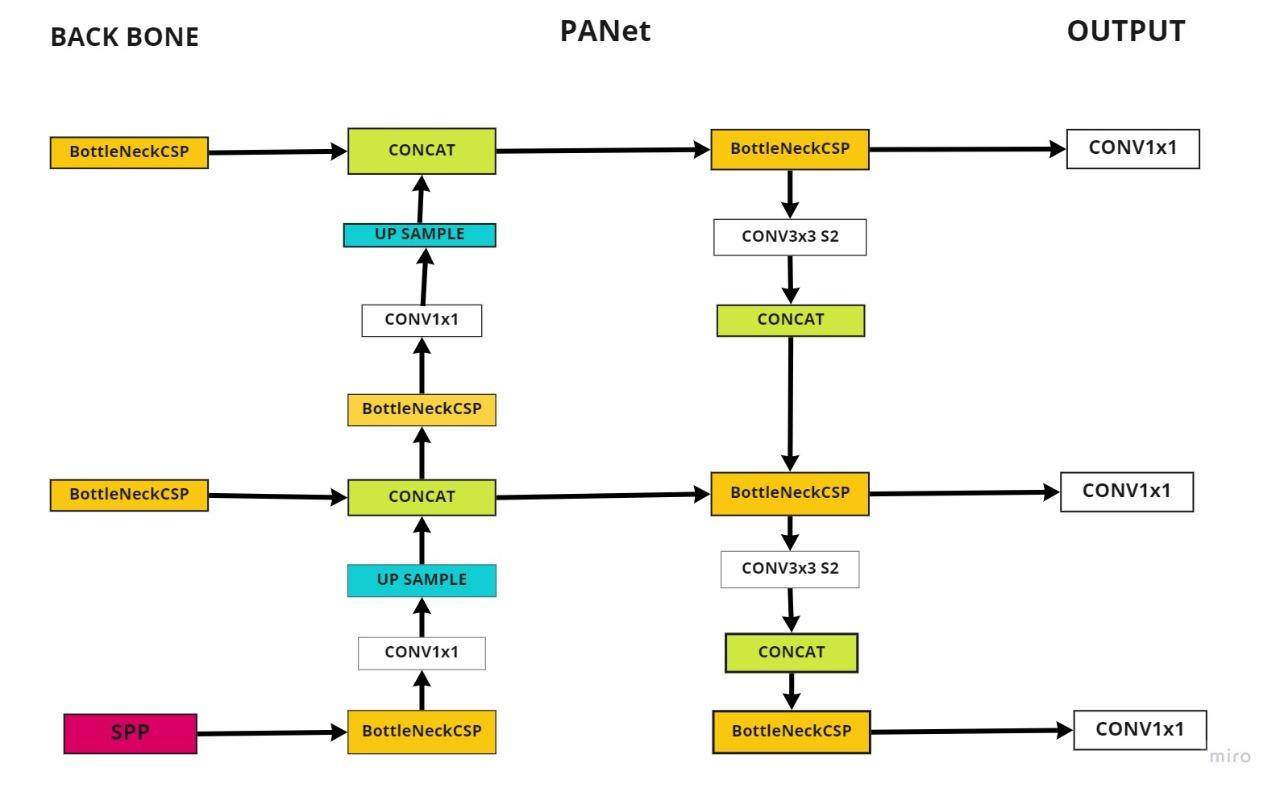 BACK BONE
PANet
OUTPUT
BottleNeckCSP
CONCAT
BottleNeckCSP
CONV1x1
UP SAMPLE
CONV3x3 S2
CONV1x1
CONCAT
BottleNeckCSP
BottleNeckCSP
CONCAT
BottleNeckCSP
CONV1x1
UP SAMPLE
CONV3x3 S2
CONV1x1
CONCAT
SPP
BottleNeckCSP
BottleNeckCSP
CONV1x1
miro